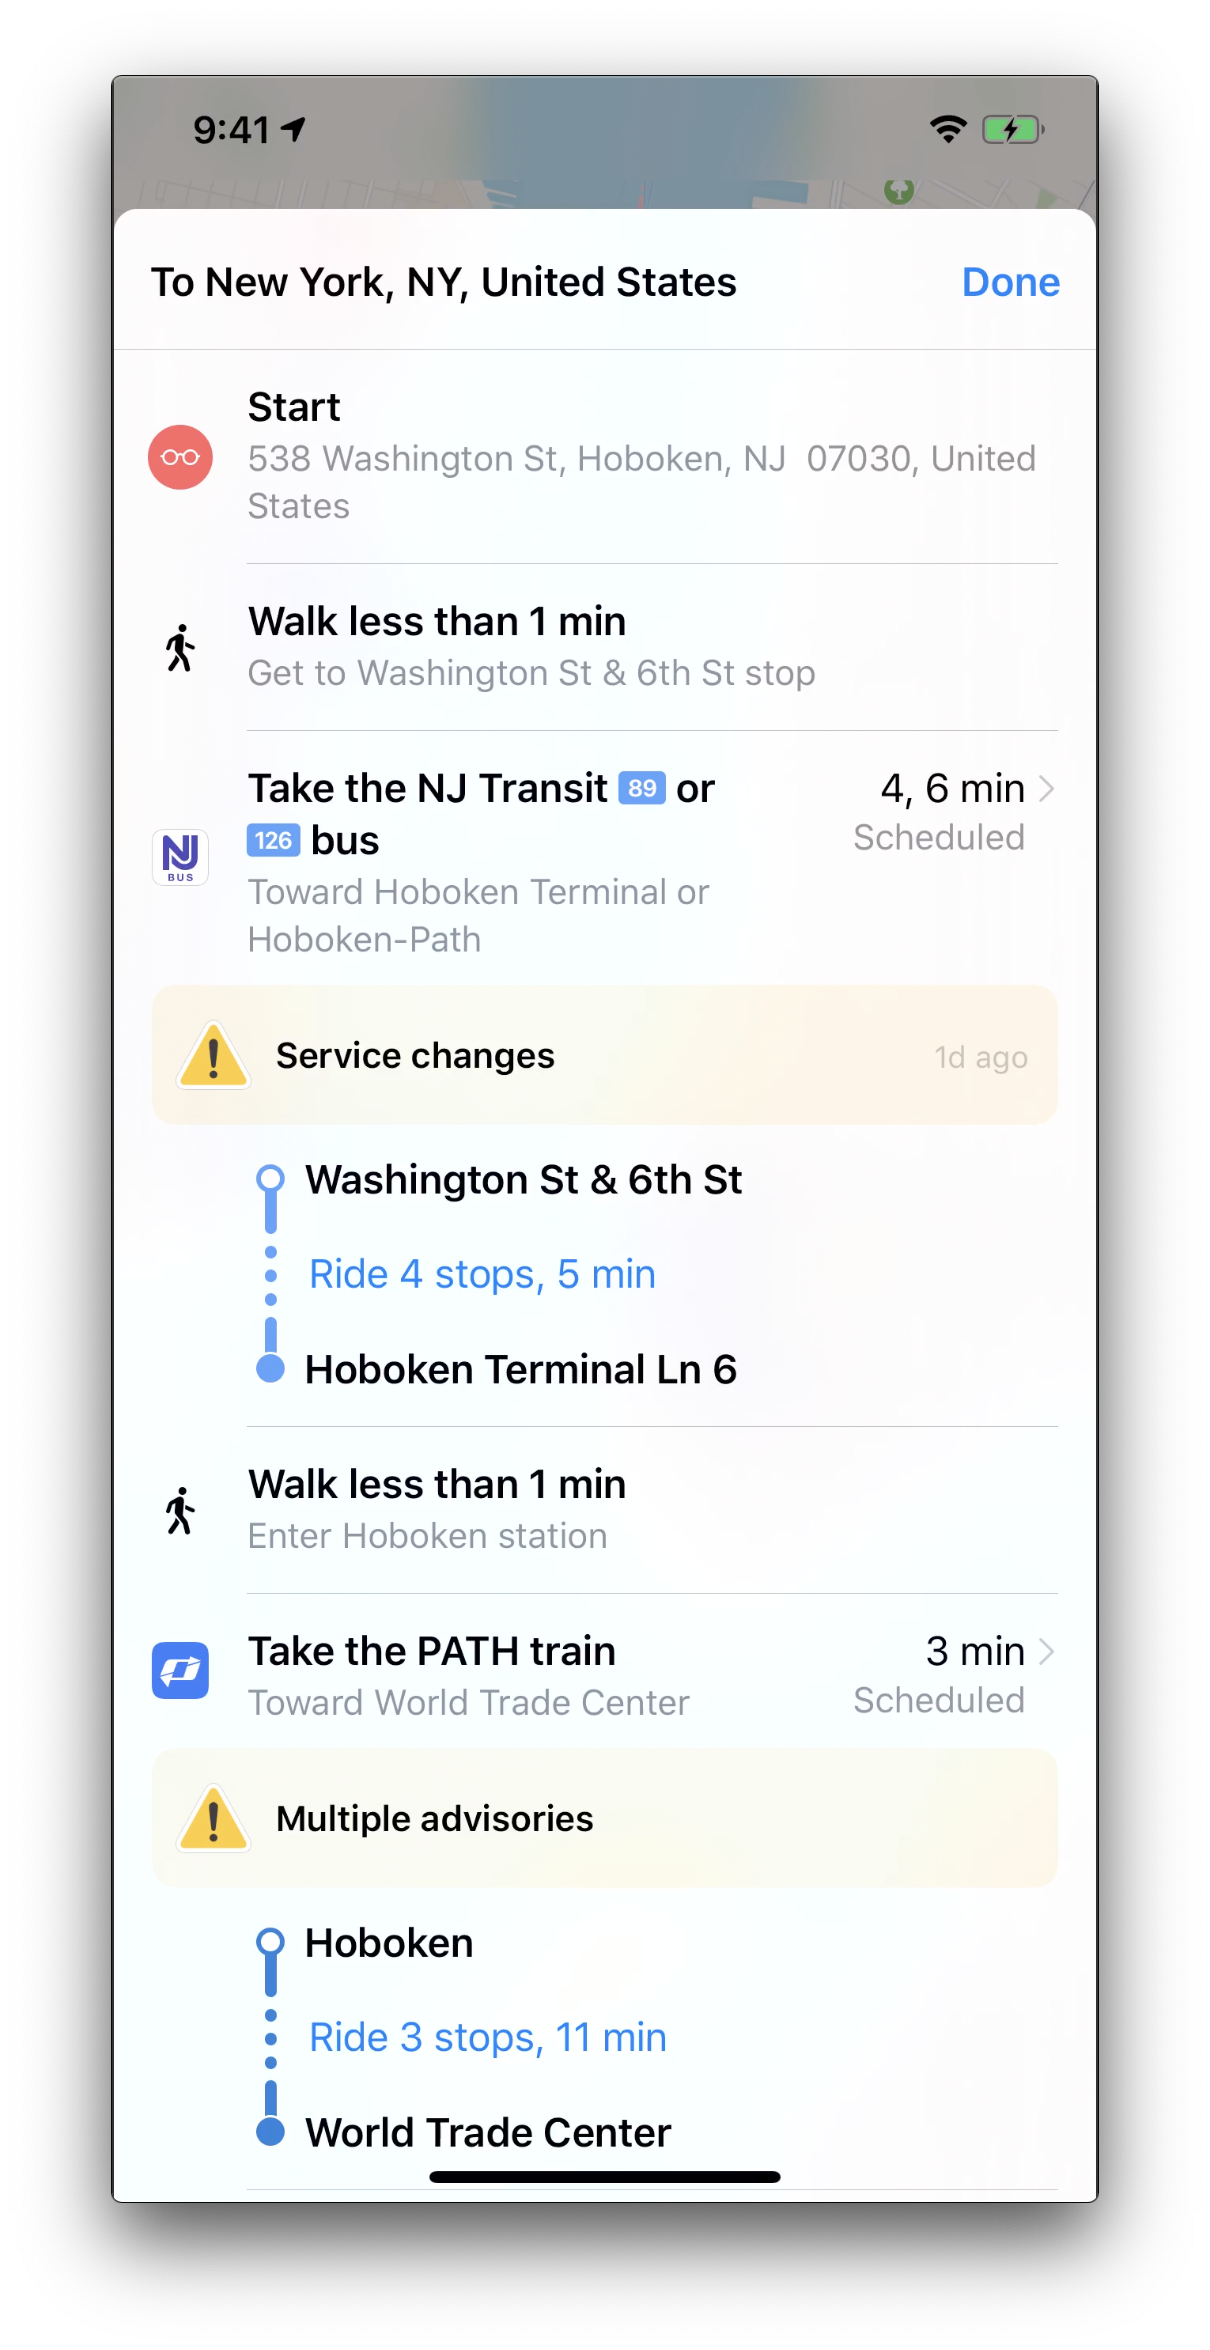 9:41
To New York, NY, United States
Done
Start
538 Washington St, Hoboken, NJ  07030, United
States
Walk less than 1 min
Get to Washington St & 6th St stop
Take the NJ Transit 89 or
126 bus
4, 6 min
Scheduled
NJ
BUS
Toward Hoboken Terminal or
Hoboken-Path
Service changes
1d ago
Washington St & 6th St
Ride 4 stops, 5 min
Hoboken Terminal Ln 6
Walk less than 1 min
Enter Hoboken station
Take the PATH train
3 min
Toward World Trade Center
Scheduled
Multiple advisories
Hoboken
Ride 3 stops, 11 min
World Trade Center